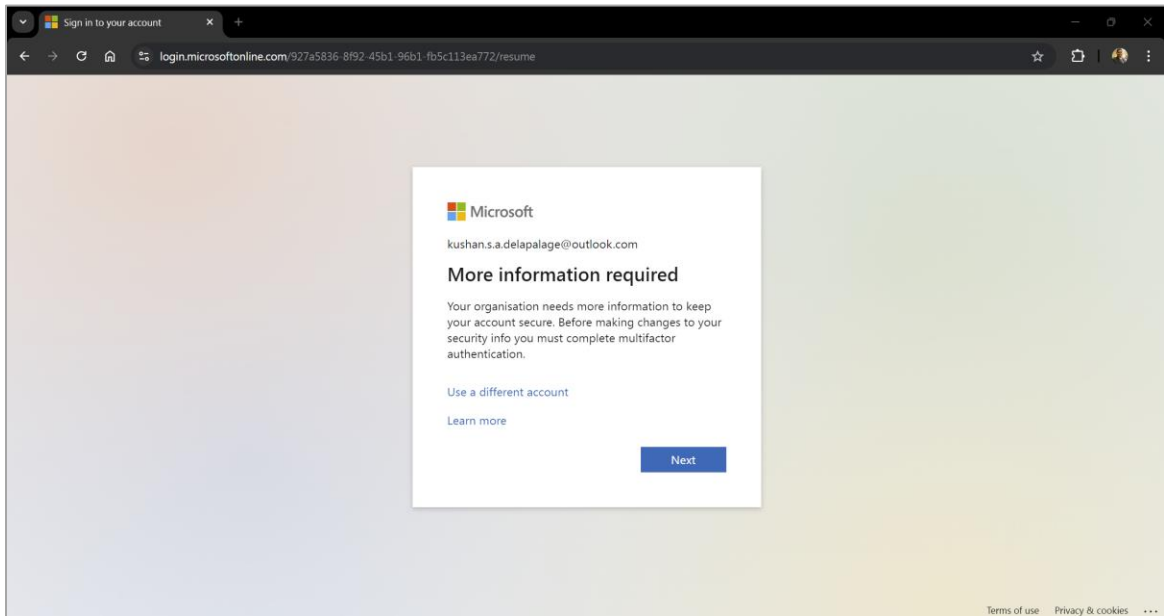 Sign in to your account
login.microsoftonline.com/927a5836-8f92-45b1-96b1-fb5c113ea772/resume
Microsoft
kushan.s.a.delapalage@outlook.com
More information required
Your organisation needs more information to keep
your account secure. Before making changes to your
security info you must complete multifactor
authentication.
Use a different account
Learn more
Next
Terms of use Privacy & cookies ...